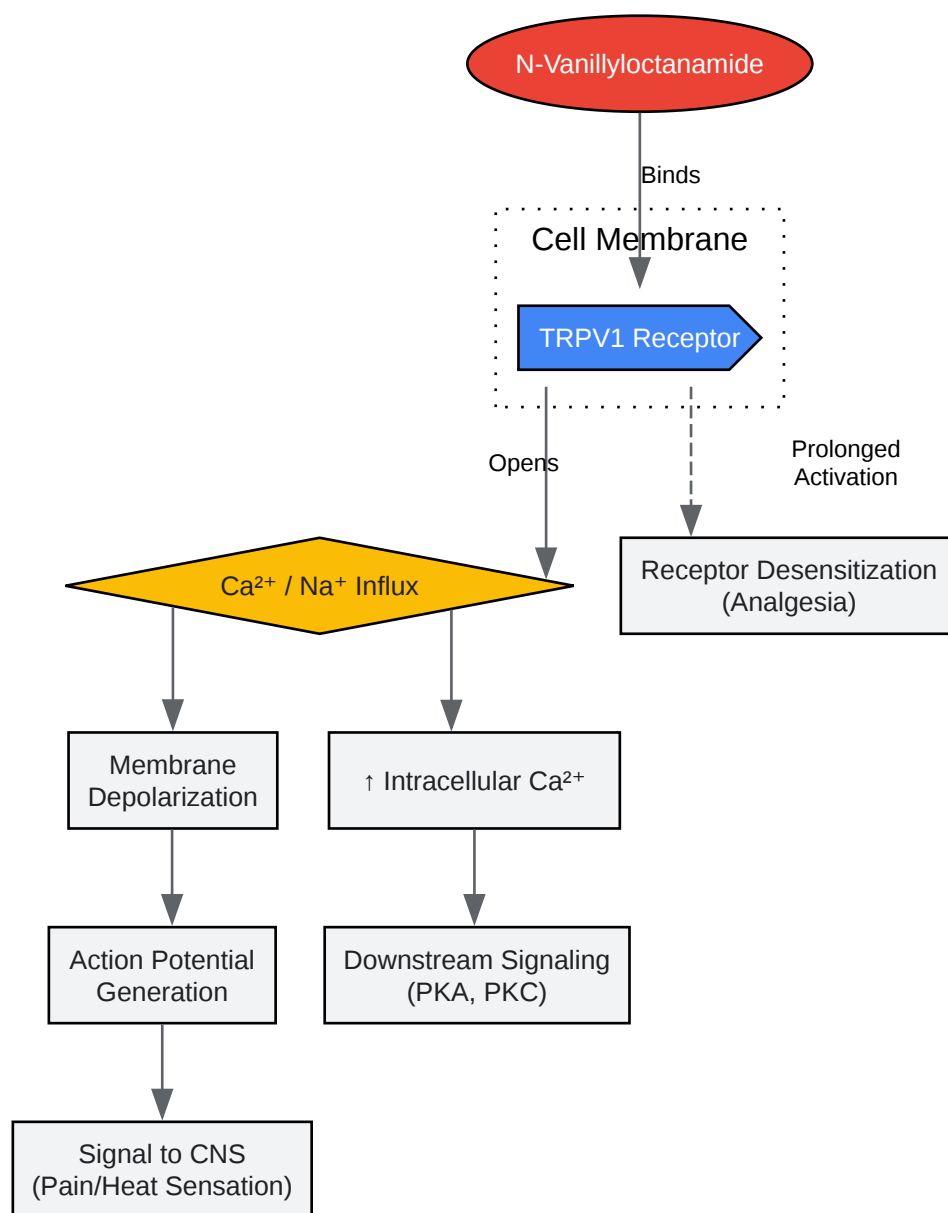 N-Vanillyloctanamide
Binds
Cell Membrane
TRPV1 Receptor
Opens
Prolonged
Activation
Ca²⁺ / Na⁺ Influx
Receptor Desensitization
(Analgesia)
Membrane
Depolarization
↑ Intracellular Ca²⁺
Action Potential
Generation
Downstream Signaling
(PKA, PKC)
Signal to CNS
(Pain/Heat Sensation)